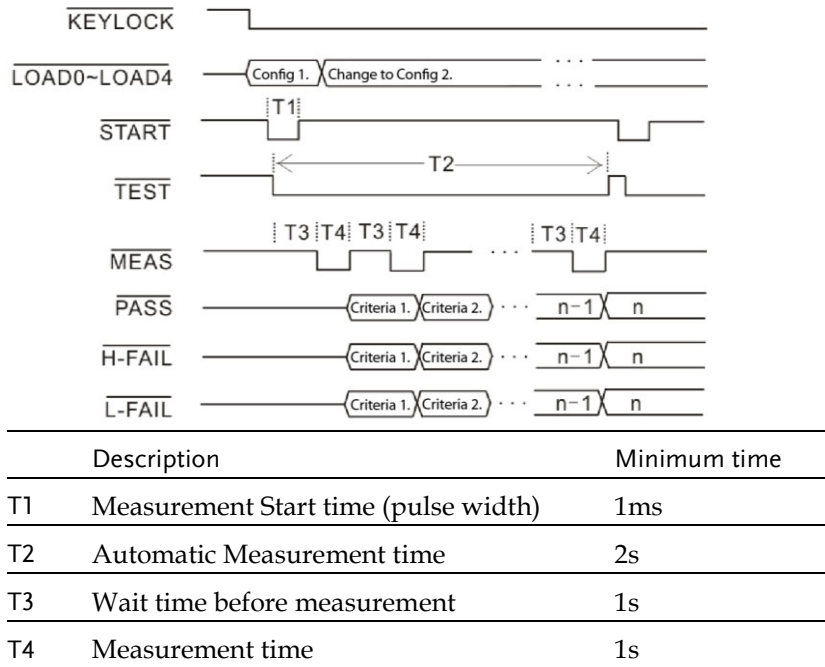 KEYLOCK
LOAD0~LOAD4 Config 1. Change to Config 2. · · ·
· · ·
T1
START
T2
TEST
T3 T4 T3 T4 T3 T4
MEAS · · ·
PASS Criteria 1. Criteria 2. · · · n-1 n
H-FAIL Criteria 1. Criteria 2. · · · n-1 n
L-FAIL Criteria 1. Criteria 2. · · · n-1 n
Description Minimum time
T1 Measurement Start time (pulse width) 1ms
T2 Automatic Measurement time 2s
T3 Wait time before measurement 1s
T4 Measurement time 1s